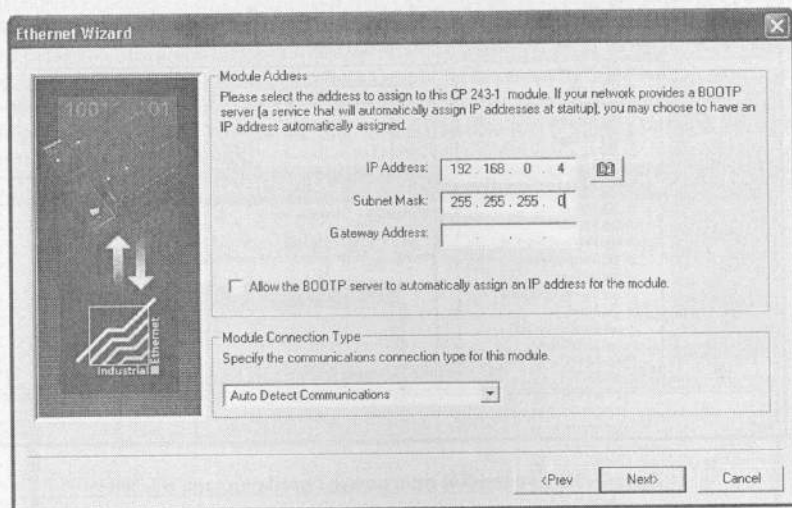 Ethernet Wizard
Module Address
Please select the address to assign to this CP 243-1 module. If your network provides a BOOTP
server (a service that will automatically assign IP addresses at startup), you may choose to have an
IP address automatically assigned.
IP Address: 192 . 168 . 0 . 4
Subnet Mask: 255 . 255 . 255 . 0
Gateway Address: . . .
Allow the BOOTP server to automatically assign an IP address for the module.
Module Connection Type
Specify the communications connection type for this module.
Auto Detect Communications
Industrial
Ethernet
<Prev
Next>
Cancel